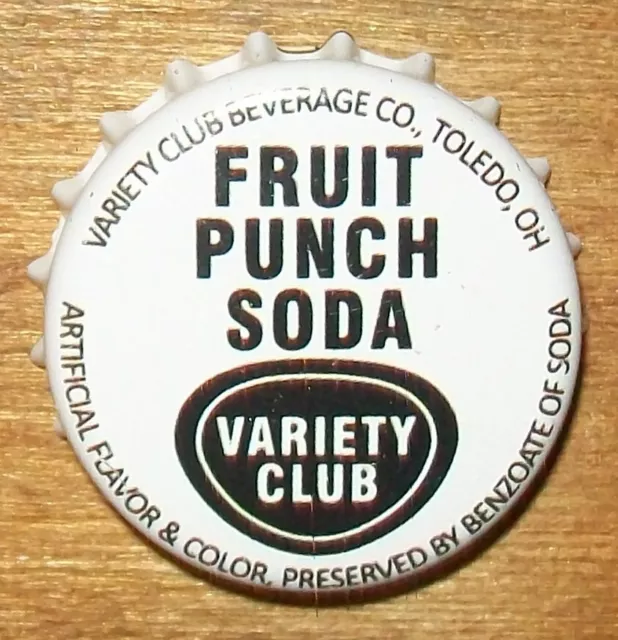 VARIETY CLUB BEVERAGE CO., TOLEDO, OH
FRUIT
PUNCH
SODA
VARIETY
CLUB
ARTIFICIAL FLAVOR & COLOR, PRESERVED BY BENZOATE OF SODA